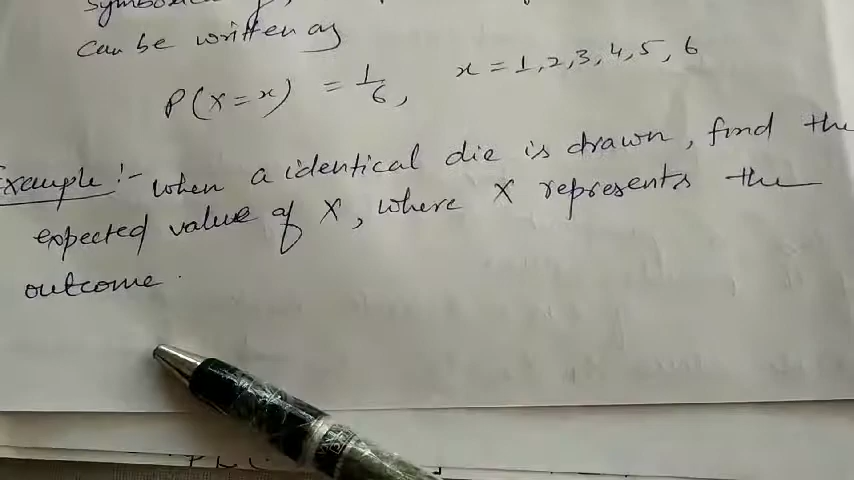 can be written as
P(X=x) = 1/6, x = 1,2,3,4,5,6
Example:- when a identical die is drawn, find the
expected value of X, where X represents the
outcome.